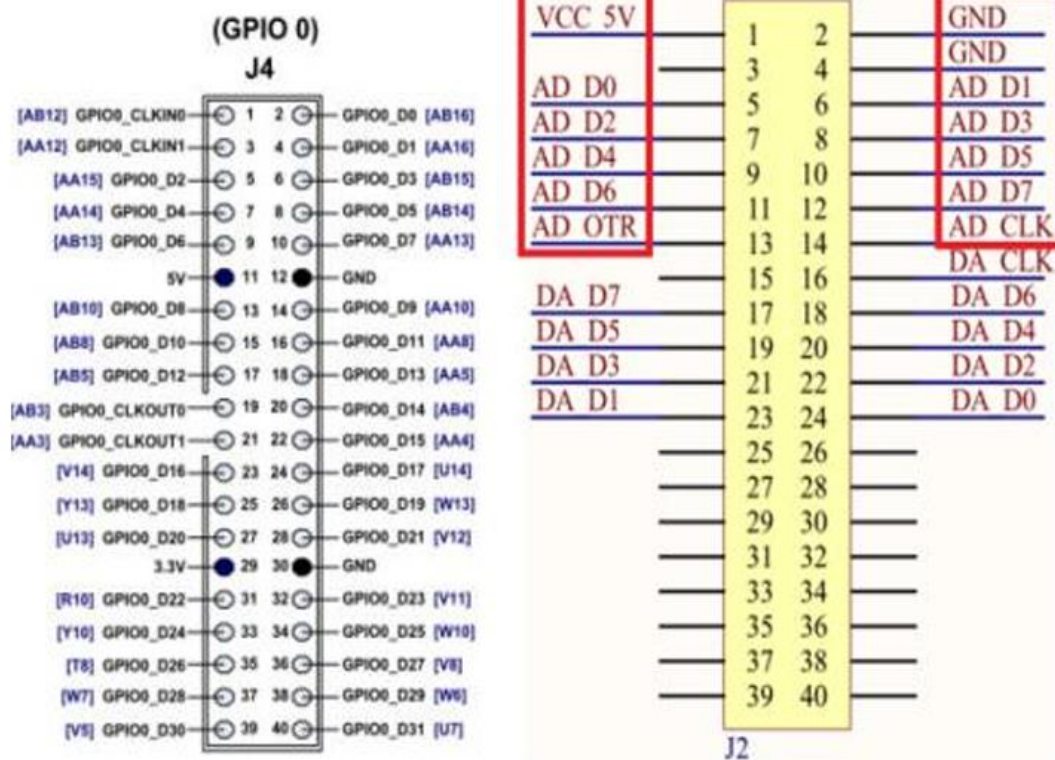 (GPIO 0)
J4
[AB12] GPIO0_CLKIN0 1 2 GPIO0_D0 [AB16]
[AA12] GPIO0_CLKIN1 3 4 GPIO0_D1 [AA16]
[AA15] GPIO0_D2 5 6 GPIO0_D3 [AB15]
[AA14] GPIO0_D4 7 8 GPIO0_D5 [AB14]
[AB13] GPIO0_D6 9 10 GPIO0_D7 [AA13]
5V 11 12 GND
[AB10] GPIO0_D8 13 14 GPIO0_D9 [AA10]
[AB8] GPIO0_D10 15 16 GPIO0_D11 [AA8]
[AB5] GPIO0_D12 17 18 GPIO0_D13 [AA5]
[AB3] GPIO0_CLKOUT0 19 20 GPIO0_D14 [AB4]
[AA3] GPIO0_CLKOUT1 21 22 GPIO0_D15 [AA4]
[V14] GPIO0_D16 23 24 GPIO0_D17 [U14]
[Y13] GPIO0_D18 25 26 GPIO0_D19 [W13]
[U13] GPIO0_D20 27 28 GPIO0_D21 [V12]
3.3V 29 30 GND
[R10] GPIO0_D22 31 32 GPIO0_D23 [V11]
[Y10] GPIO0_D24 33 34 GPIO0_D25 [W10]
[T8] GPIO0_D26 35 36 GPIO0_D27 [V8]
[W7] GPIO0_D28 37 38 GPIO0_D29 [W6]
[V5] GPIO0_D30 39 40 GPIO0_D31 [U7]
VCC 5V 1 2 GND
3 4 GND
AD D0 5 6 AD D1
AD D2 7 8 AD D3
AD D4 9 10 AD D5
AD D6 11 12 AD D7
AD OTR 13 14 AD CLK
15 16 DA CLK
DA D7 17 18 DA D6
DA D5 19 20 DA D4
DA D3 21 22 DA D2
DA D1 23 24 DA D0
25 26
27 28
29 30
31 32
33 34
35 36
37 38
39 40
J2